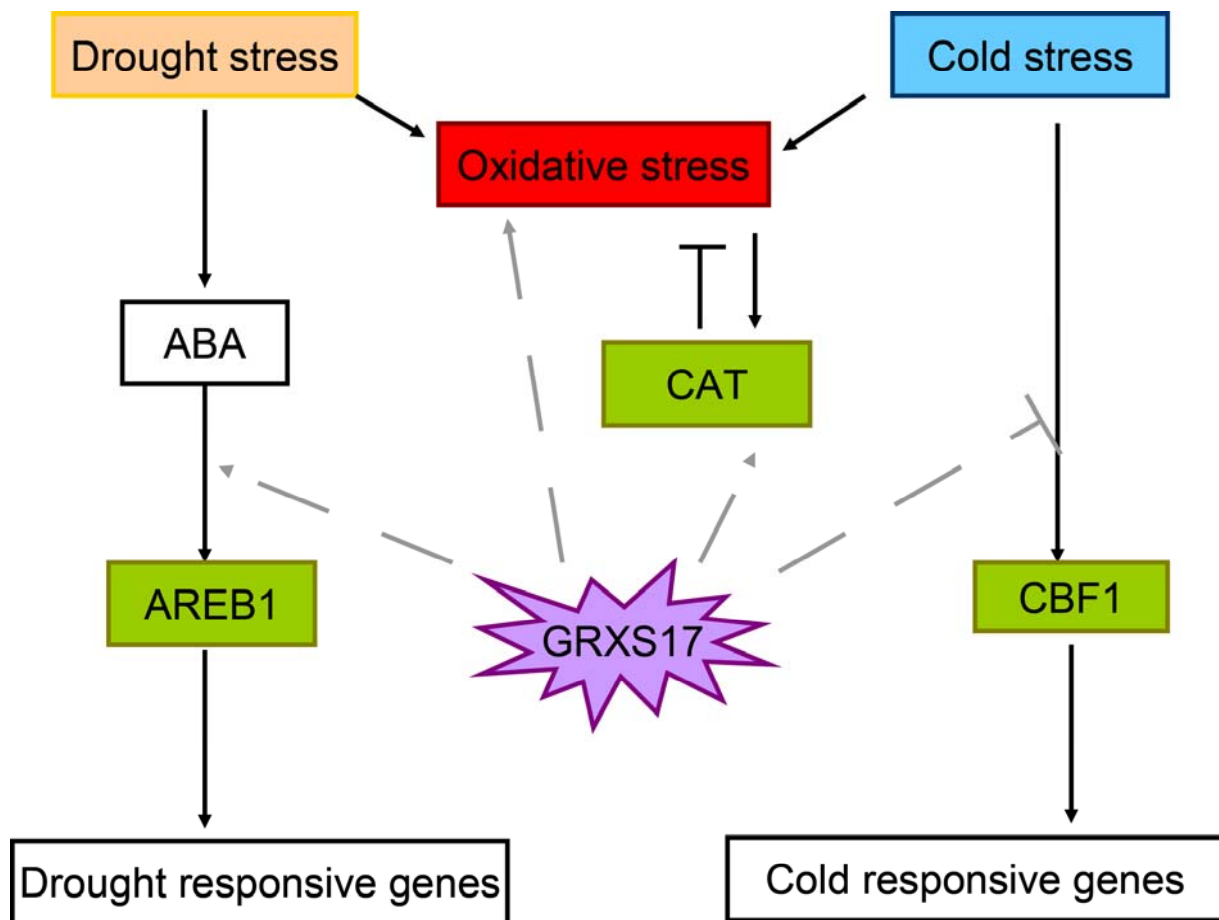 Drought stress
Cold stress
Oxidative stress
ABA
CAT
AREB1
GRXS17
CBF1
Drought responsive genes
Cold responsive genes